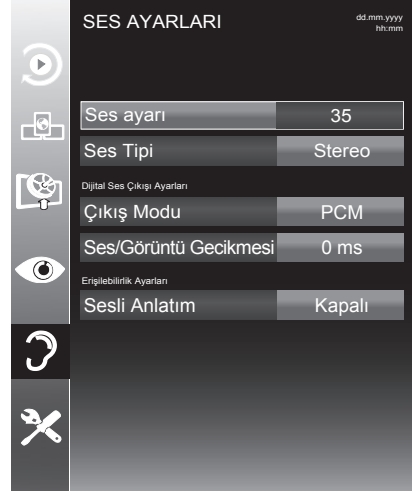 SES AYARLARI
dd.mm.yyyy
hh:mm
Ses ayarı 35
Ses Tipi Stereo
Dijital Ses Çıkışı Ayarları
Çıkış Modu PCM
Ses/Görüntü Gecikmesi 0 ms
Erişilebilirlik Ayarları
Sesli Anlatım Kapalı